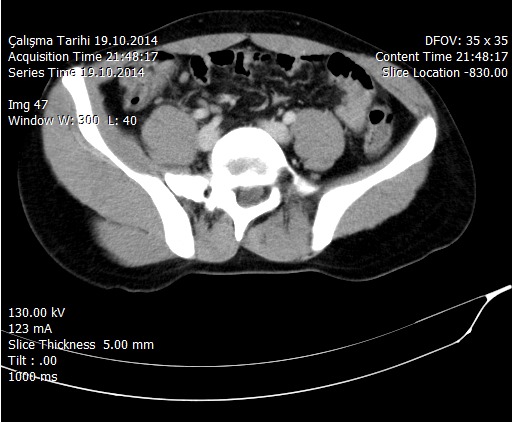 Çalışma Tarihi 19.10.2014
Acquisition Time 21:48:17
Series Time 19.10.2014
DFOV: 35 x 35
Content Time 21:48:17
Slice Location -830.00
Img 47
Window W: 300 L: 40
130.00 kV
123 mA
Slice Thickness 5.00 mm
Tilt : .00
1000 ms